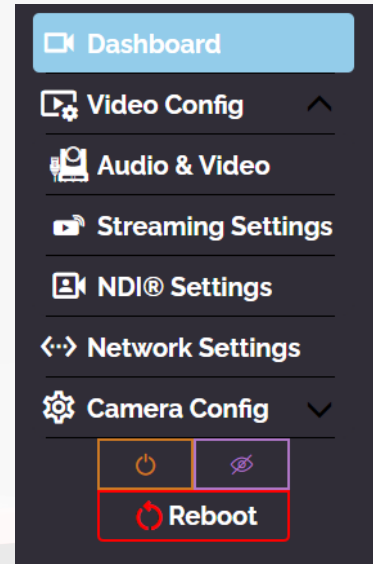 Dashboard
Video Config
Audio & Video
Streaming Settings
NDI® Settings
Network Settings
Camera Config
Reboot